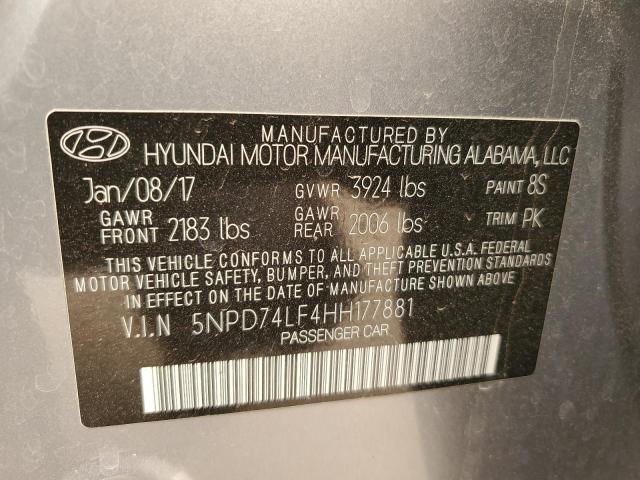 MANUFACTURED BY
HYUNDAI MOTOR MANUFACTURING ALABAMA, LLC
Jan/08/17 GVWR 3924 lbs PAINT 8S
GAWR FRONT 2183 lbs GAWR REAR 2006 lbs TRIM PK
THIS VEHICLE CONFORMS TO ALL APPLICABLE U.S.A. FEDERAL
MOTOR VEHICLE SAFETY, BUMPER, AND THEFT PREVENTION STANDARDS
IN EFFECT ON THE DATE OF MANUFACTURE SHOWN ABOVE.
V.I.N 5NPD74LF4HH177881
PASSENGER CAR